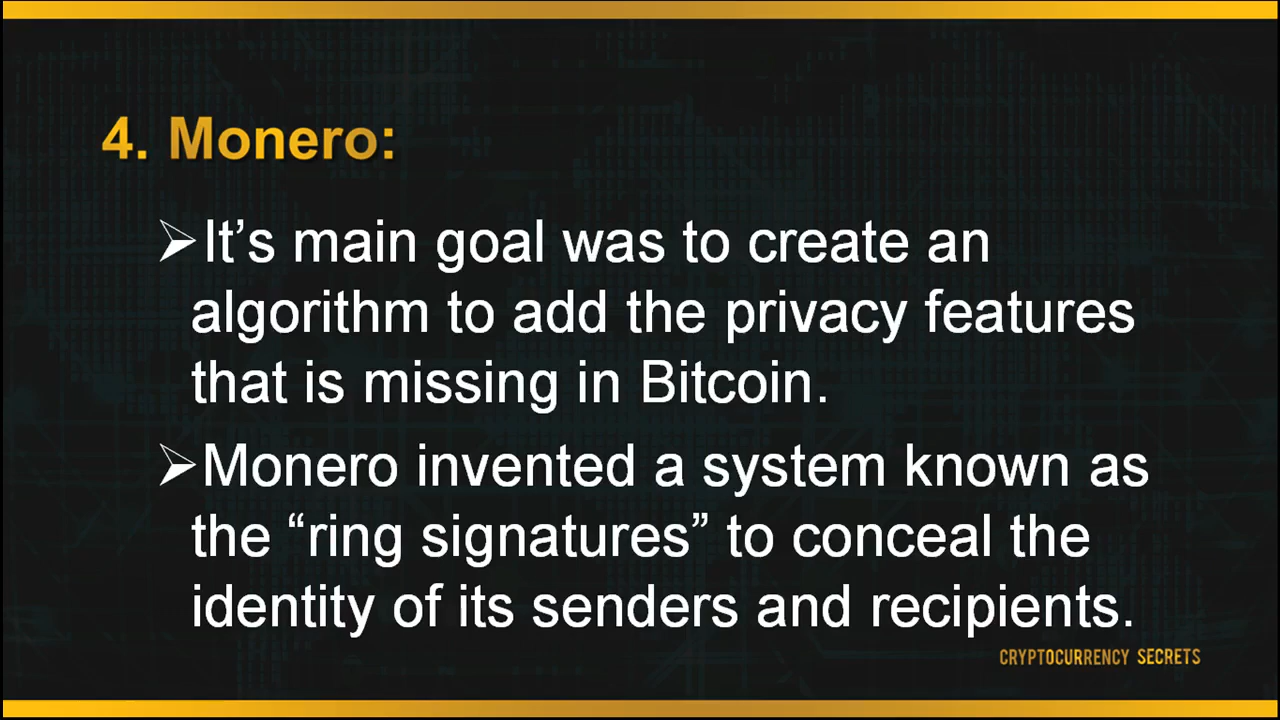 4. Monero:
➢It’s main goal was to create an
algorithm to add the privacy features
that is missing in Bitcoin.
➢Monero invented a system known as
the “ring signatures” to conceal the
identity of its senders and recipients.
CRYPTOCURRENCY SECRETS